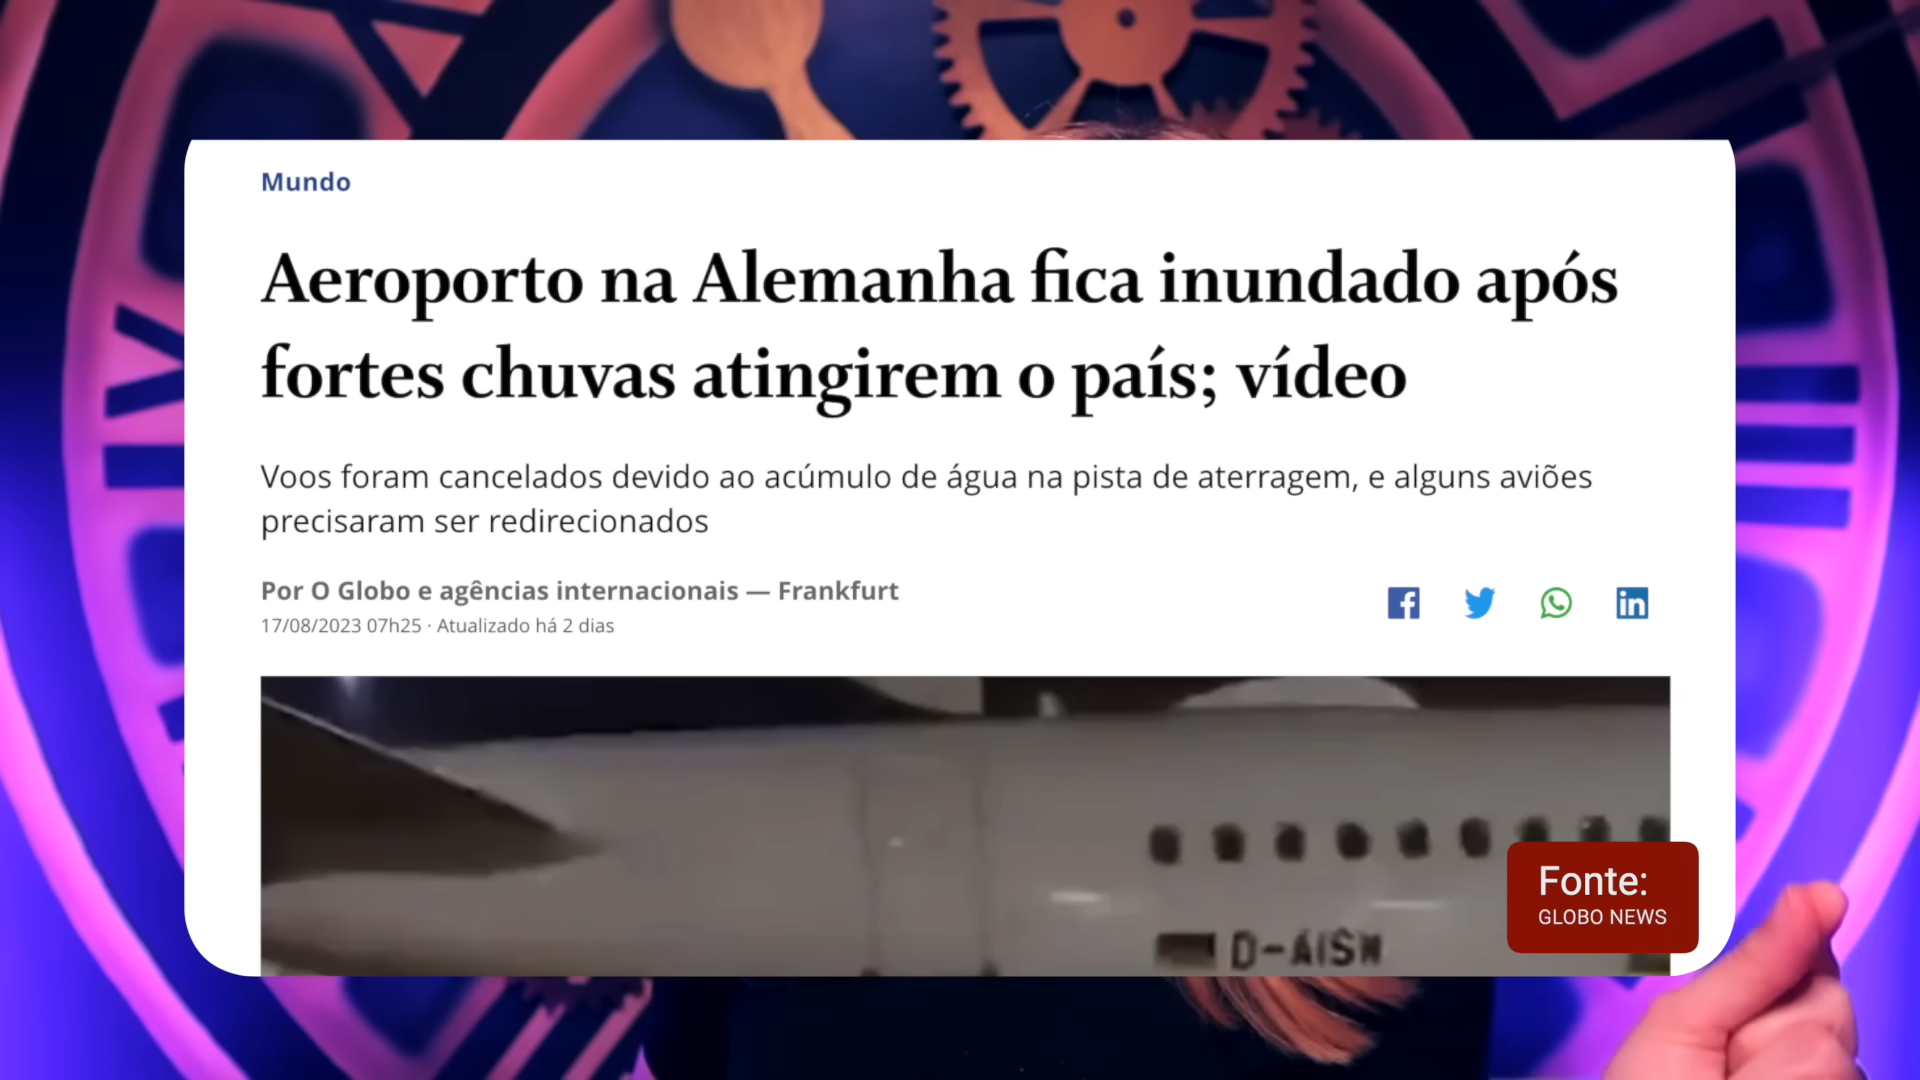 Mundo
Aeroporto na Alemanha fica inundado após
fortes chuvas atingirem o país; vídeo
Voos foram cancelados devido ao acúmulo de água na pista de aterragem, e alguns aviões
precisaram ser redirecionados
Por O Globo e agências internacionais — Frankfurt
17/08/2023 07h25 · Atualizado há 2 dias
D-AISW
Fonte:
GLOBO NEWS